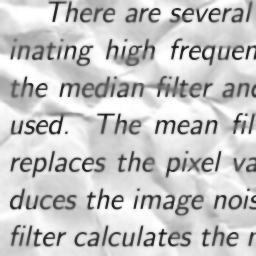 There are several
inating high frequen
the median filter and
used. The mean fil
replaces the pixel va
duces the image nois
filter calculates the